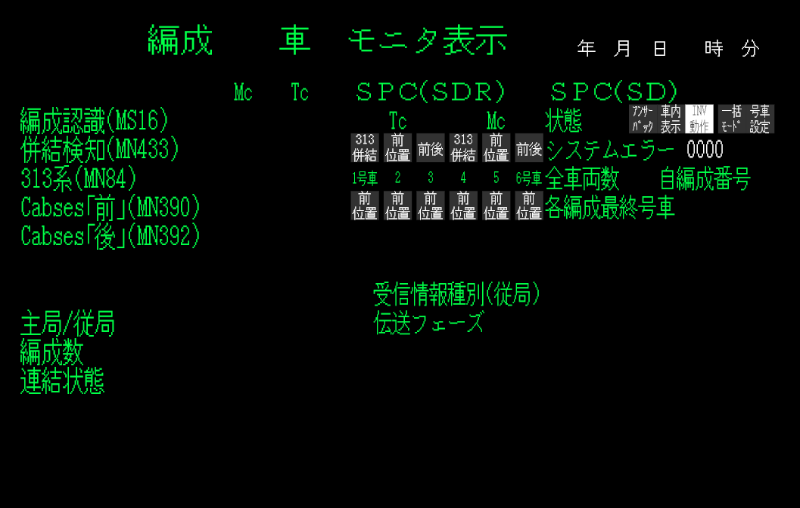 編成　車　モニタ表示　年　月　日　時　分
Mc　Tc　SPC(SDR)　SPC(SD)
編成認識(MS16)　Tc　Mc　状態　アンサーバック　車内表示　INV動作　一括モード　号車設定
併結検知(MN433)　313併結　前位置　前後　313併結　前位置　前後　システムエラー　0000
313系(MN84)　1号車　2　3　4　5　6号車　全車両数　自編成番号
Cabses｢前｣(MN390)　前位置　前位置　前位置　前位置　前位置　前位置　各編成最終号車
Cabses｢後｣(MN392)
受信情報種別(従局)
主局/従局　伝送フェーズ
編成数
連結状態